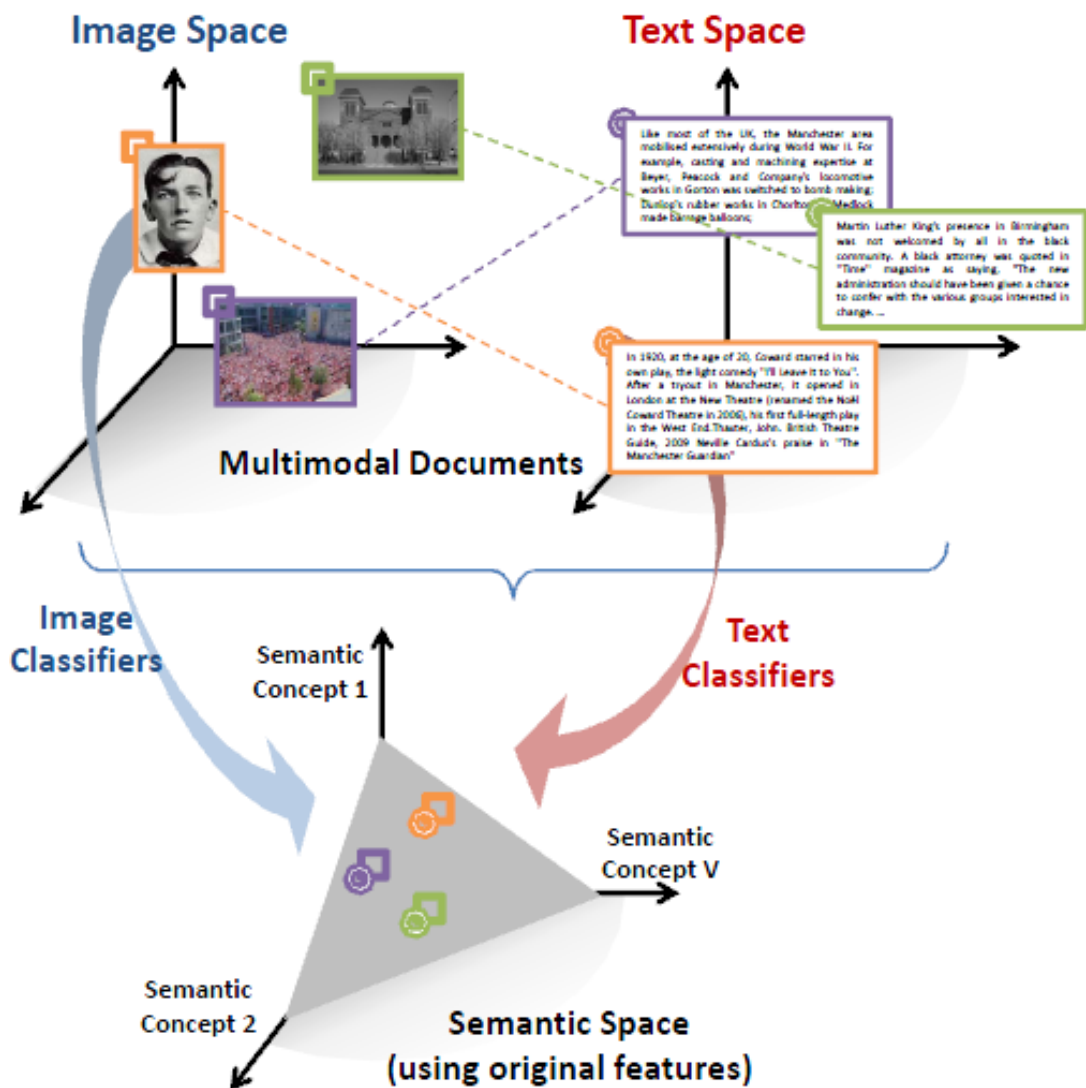 Image Space
Text Space
Like most of the UK, the Manchester area
mobilised extensively during World War II. For
example, casting and machining expertise at
Beyer, Peacock and Company's locomotive
works in Gorton was switched to bomb making;
Dunlop's rubber works in Chorlton Medlock
made barrage balloons;
Martin Luther King's presence in Birmingham
was not welcomed by all in the black
community. A black attorney was quoted in
"Time" magazine as saying, "The new
administration should have been given a chance
to confer with the various groups interested in
change. ...
In 1920, at the age of 20, Coward starred in his
own play, the light comedy "I'll Leave It to You".
After a tryout in Manchester, it opened in
London at the New Theatre (renamed the Noël
Coward Theatre in 2006), his first full-length play
in the West End.Thaxter, John. British Theatre
Guide, 2009 Neville Cardus's praise in "The
Manchester Guardian"
Multimodal Documents
Image
Classifiers
Text
Classifiers
Semantic
Concept 1
Semantic
Concept V
Semantic
Concept 2
Semantic Space
(using original features)